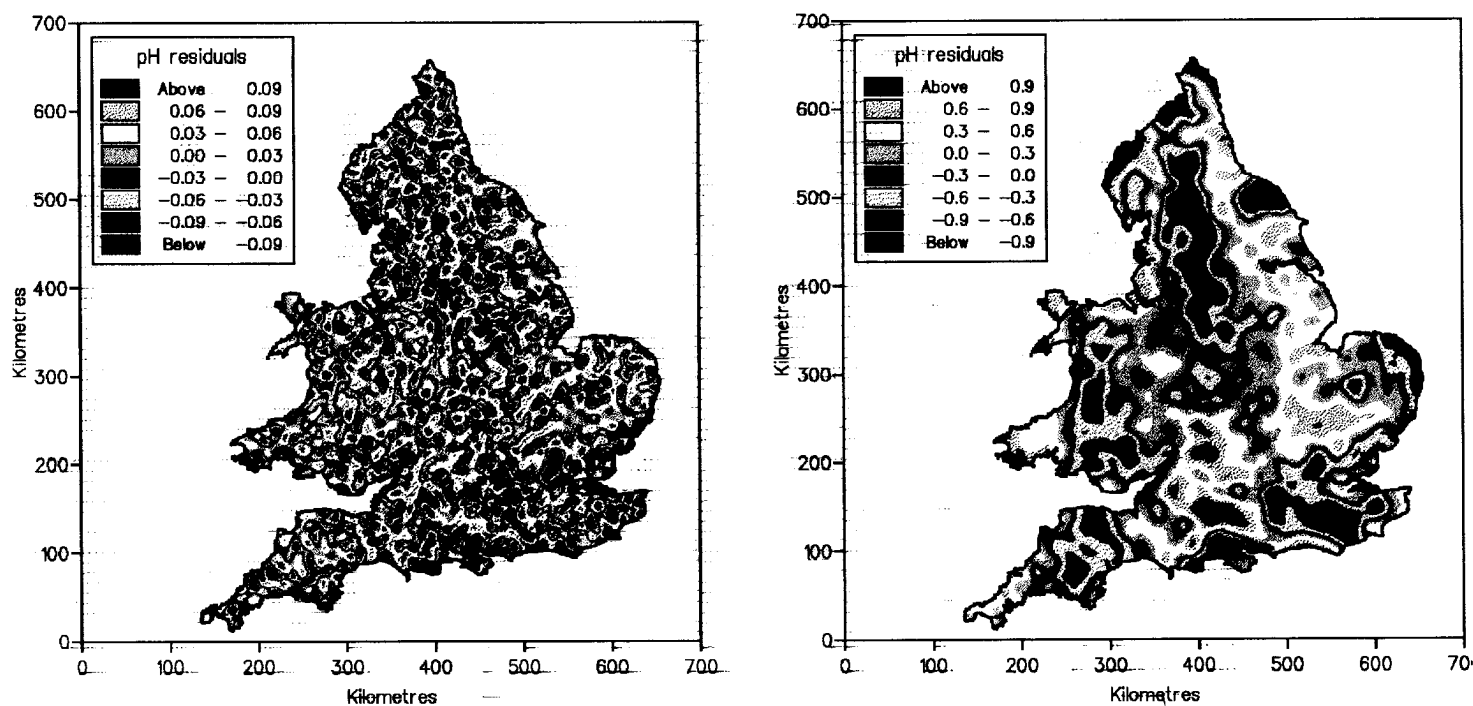 700
600
500
400
300
200
100
0
Kilometres
pH residuals
Above 0.09
0.06 – 0.09
0.03 – 0.06
0.00 – 0.03
-0.03 – 0.00
-0.06 – -0.03
-0.09 – -0.06
Below -0.09
0 100 200 300 400 500 600 700
Kilometres
700
600
500
400
300
200
100
0
Kilometres
pH residuals
Above 0.9
0.6 – 0.9
0.3 – 0.6
0.0 – 0.3
-0.3 – 0.0
-0.6 – -0.3
-0.9 – -0.6
Below -0.9
0 100 200 300 400 500 600 70
Kilometres